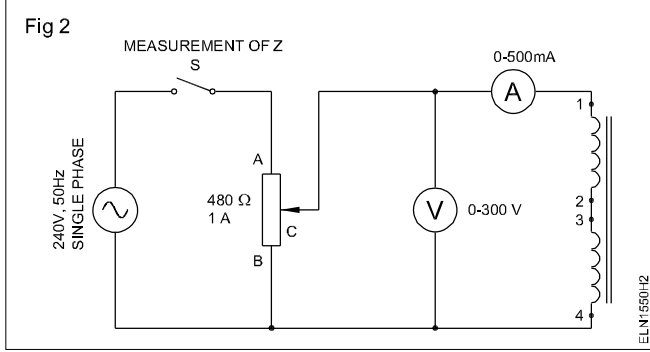 Fig 2
MEASUREMENT OF Z
S
0-500mA
A
1
240V, 50Hz
SINGLE PHASE
A
480 Ω
1 A
C
B
V
0-300 V
2
3
4
ELN1550H2